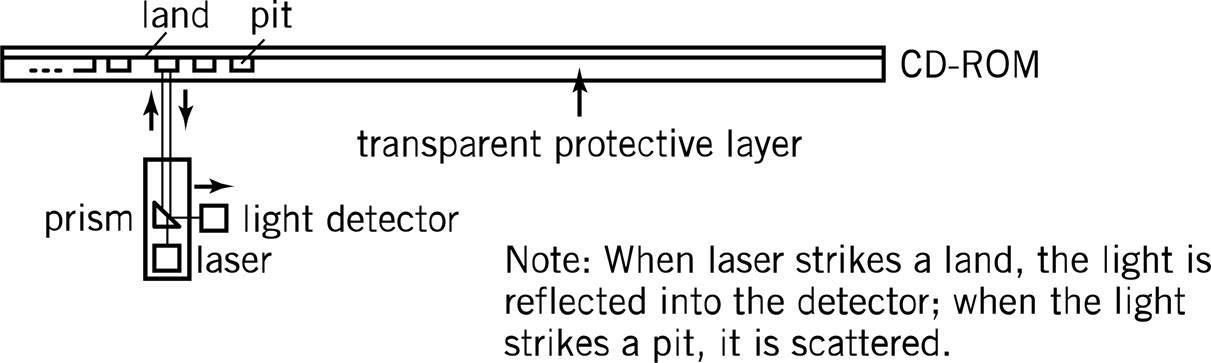 land pit
CD-ROM
transparent protective layer
prism
light detector
laser
Note: When laser strikes a land, the light is
reflected into the detector; when the light
strikes a pit, it is scattered.